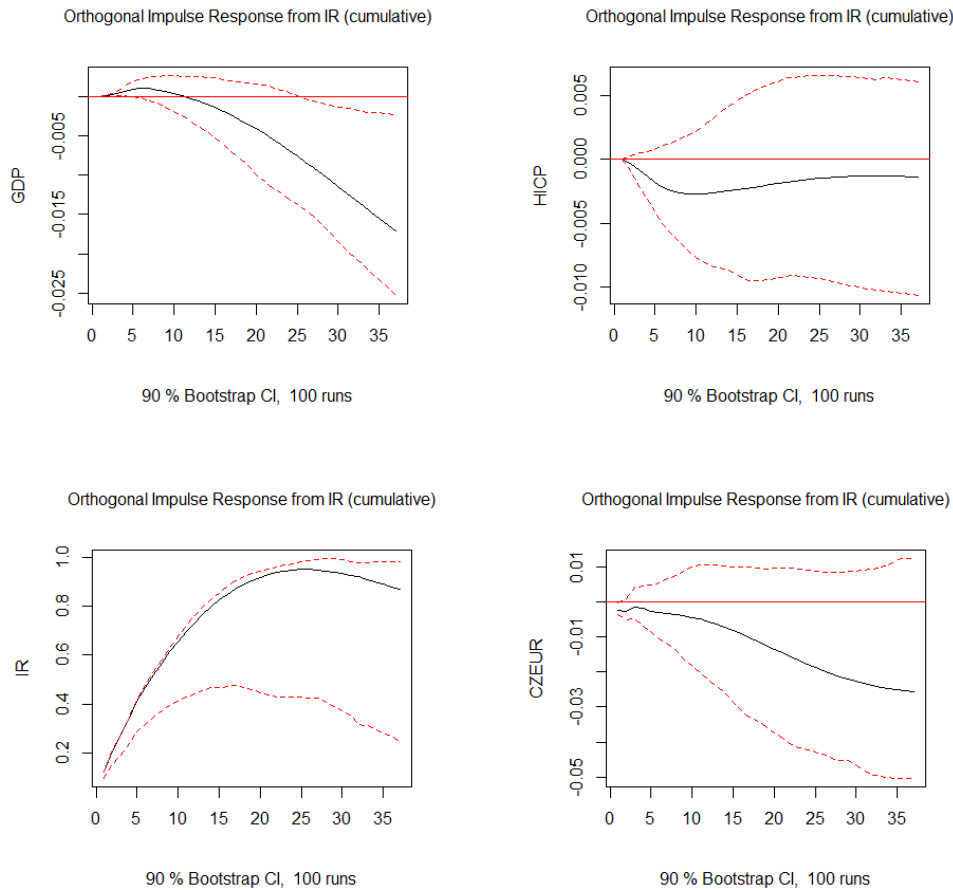 Orthogonal Impulse Response from IR (cumulative)
GDP
-0.005
-0.015
-0.025
0 5 10 15 20 25 30 35
90 % Bootstrap CI, 100 runs
Orthogonal Impulse Response from IR (cumulative)
HICP
0.005
0.000
-0.005
-0.010
0 5 10 15 20 25 30 35
90 % Bootstrap CI, 100 runs
Orthogonal Impulse Response from IR (cumulative)
IR
1.0
0.8
0.6
0.4
0.2
0 5 10 15 20 25 30 35
90 % Bootstrap CI, 100 runs
Orthogonal Impulse Response from IR (cumulative)
CZEUR
0.01
-0.01
-0.03
-0.05
0 5 10 15 20 25 30 35
90 % Bootstrap CI, 100 runs